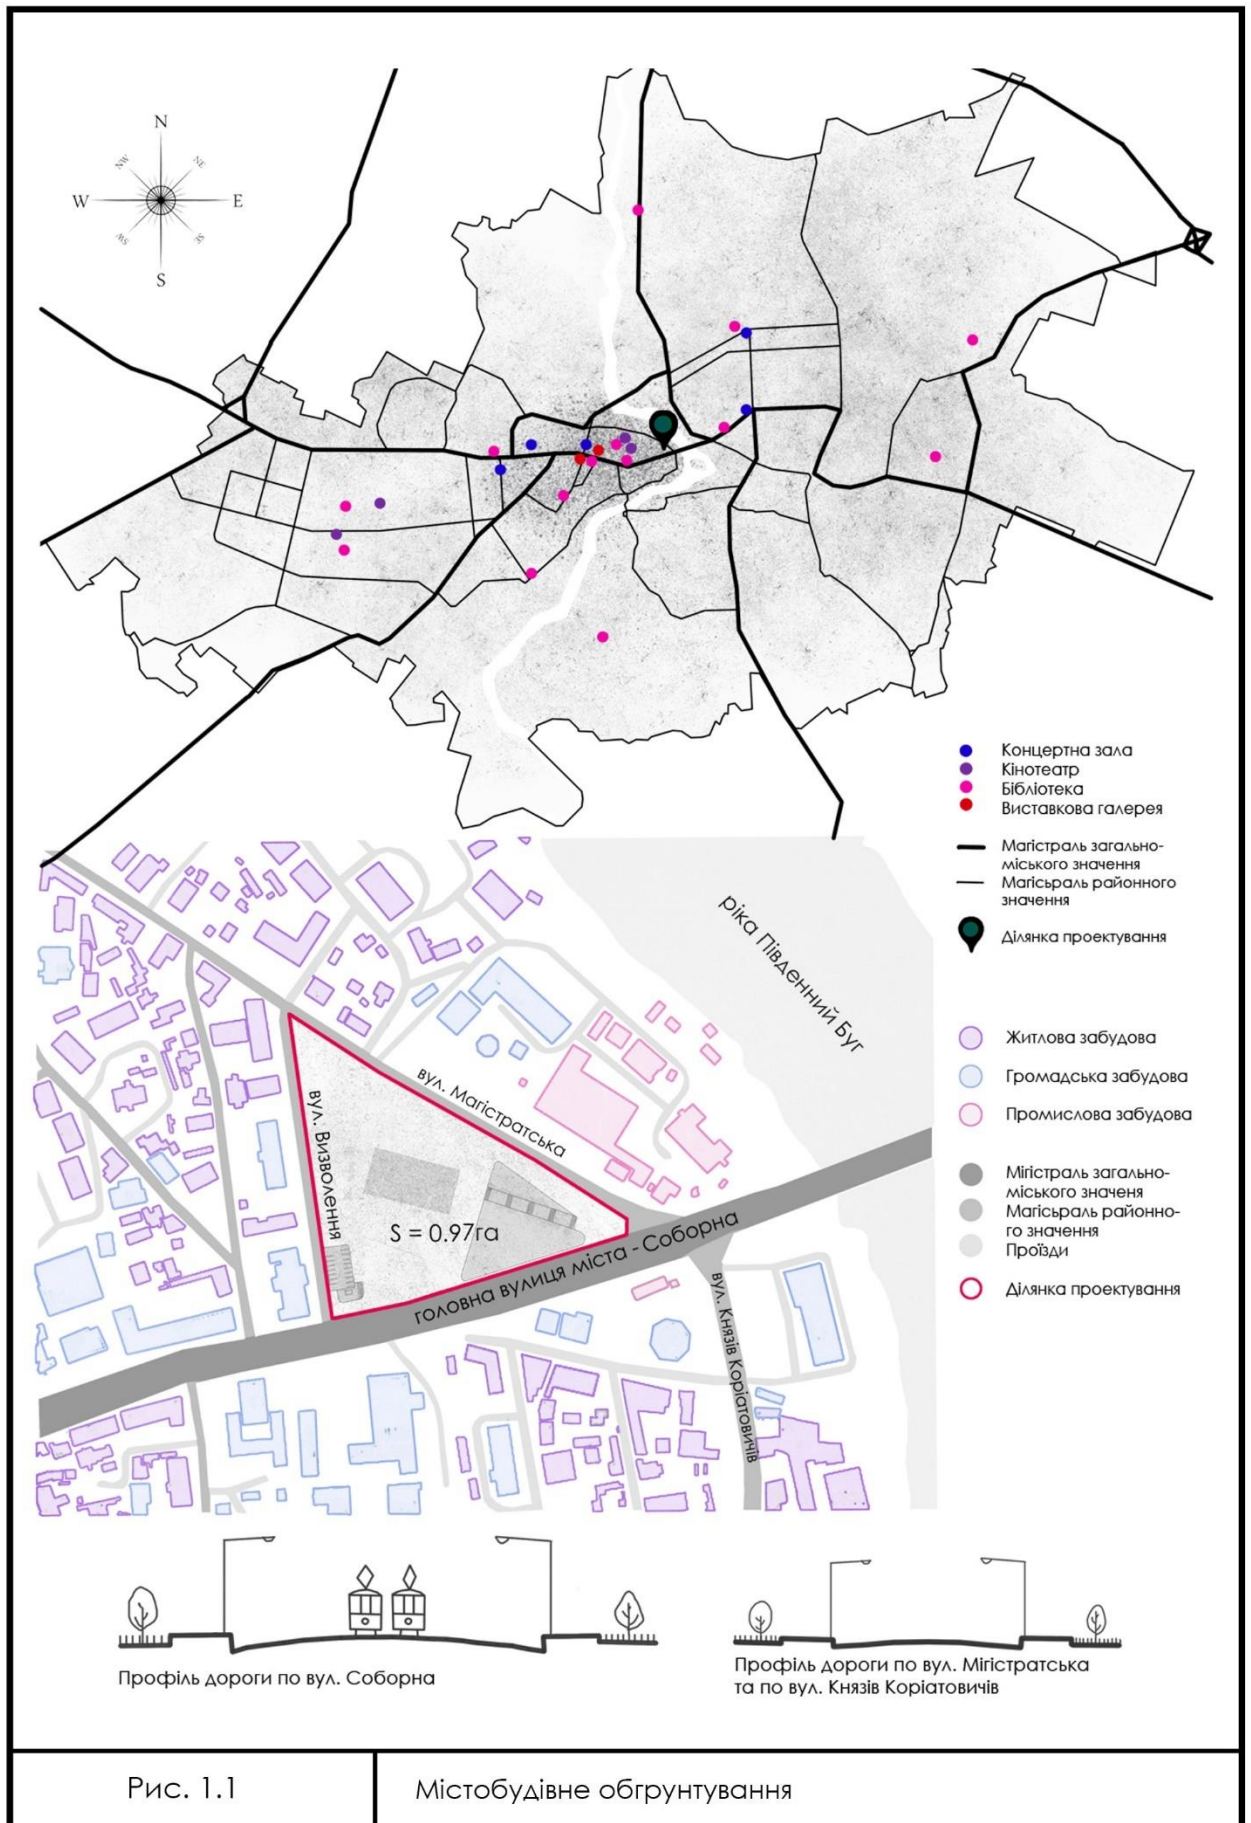 N
NW
NE
W
E
SW
SE
S
Концертна зала
Кінотеатр
Бібліотека
Виставкова галерея
Магістраль загально-
міського значення
Магісьраль районного
значення
Ділянка проектування
ріка Південний Буг
Житлова забудова
Громадська забудова
Промислова забудова
вул. Магістратська
вул. Визволення
S = 0.97га
головна вулиця міста - Соборна
вул. Князів Коріатовичів
Мігістраль загально-
міського значеня
Магісьраль районно-
го значення
Проїзди
Ділянка проектування
Профіль дороги по вул. Соборна
Профіль дороги по вул. Мігістратська
та по вул. Князів Коріатовичів
Рис. 1.1
Містобудівне обгрунтування